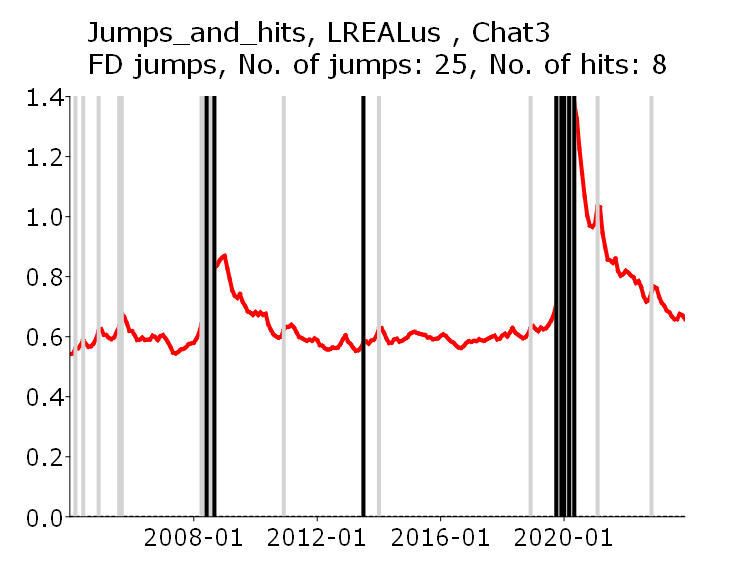 Jumps_and_hits, LREALus , Chat3
FD jumps, No. of jumps: 25, No. of hits: 8
1.4
1.2
1.0
0.8
0.6
0.4
0.2
0.0
2008-01 2012-01 2016-01 2020-01